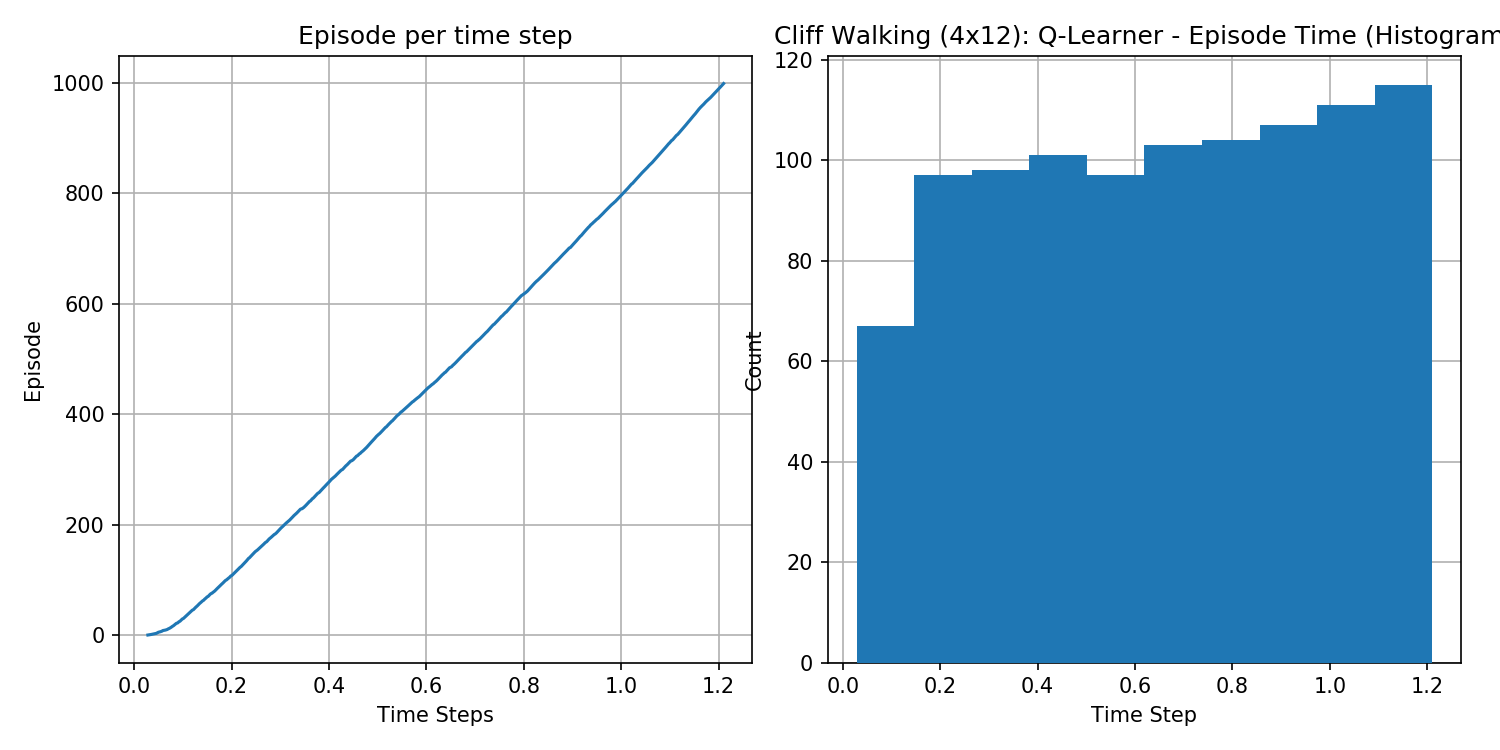 Episode per time step
Episode
1000
800
600
400
200
0
0.0 0.2 0.4 0.6 0.8 1.0 1.2
Time Steps
Cliff Walking (4x12): Q-Learner - Episode Time (Histogram
Count
120
100
80
60
40
20
0
0.0 0.2 0.4 0.6 0.8 1.0 1.2
Time Step